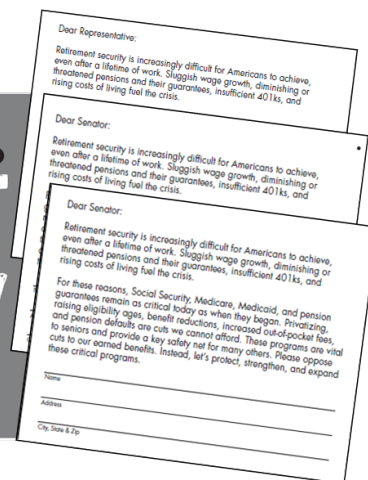 Dear Representative:
Retirement security is increasingly difficult for Americans to achieve,
even after a lifetime of work. Sluggish wage growth, diminishing or
threatened pensions and their guarantees, insufficient 401ks, and
rising costs of living fuel the crisis.
Dear Senator:
Retirement security is increasingly difficult for Americans to achieve,
even after a lifetime of work. Sluggish wage growth, diminishing or
threatened pensions and their guarantees, insufficient 401ks, and
rising costs of living fuel the crisis.
Dear Senator:
Retirement security is increasingly difficult for Americans to achieve,
even after a lifetime of work. Sluggish wage growth, diminishing or
threatened pensions and their guarantees, insufficient 401ks, and
rising costs of living fuel the crisis.
For these reasons, Social Security, Medicare, Medicaid, and pension
guarantees remain as critical today as when they began. Privatizing,
raising eligibility ages, benefit reductions, increased out-of-pocket fees,
and pension defaults are cuts we cannot afford. These programs are vital
to seniors and provide a key safety net for many others. Please oppose
cuts to our earned benefits. Instead, let's protect, strengthen, and expand
these critical programs.
Name
Address
City, State & Zip